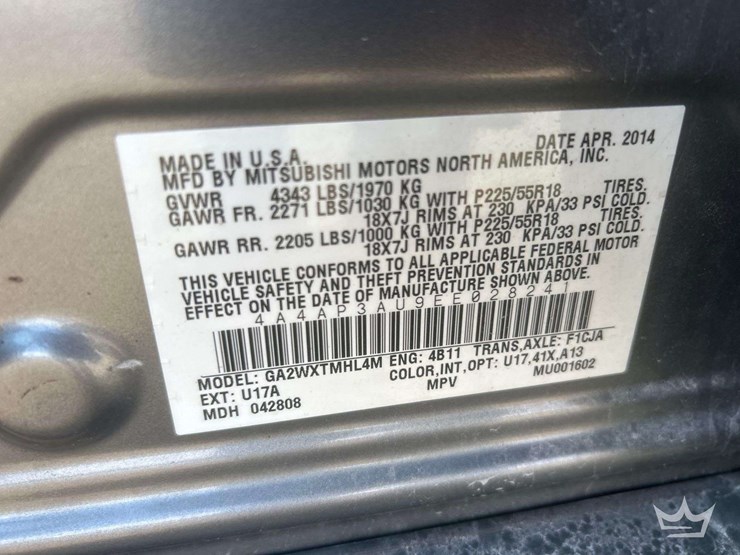 MADE IN U.S.A. DATE APR. 2014
MFD BY MITSUBISHI MOTORS NORTH AMERICA, INC.
GVWR 4343 LBS/1970 KG
GAWR FR. 2271 LBS/1030 KG WITH P225/55R18 TIRES,
18X7J RIMS AT 230 KPA/33 PSI COLD.
GAWR RR. 2205 LBS/1000 KG WITH P225/55R18 TIRES,
18X7J RIMS AT 230 KPA/33 PSI COLD.
THIS VEHICLE CONFORMS TO ALL APPLICABLE FEDERAL MOTOR
VEHICLE SAFETY AND THEFT PREVENTION STANDARDS IN
EFFECT ON THE DATE OF MANUFACTURE SHOWN ABOVE.
4A4AP3AU9EE028241
MODEL: GA2WXTMHL4M ENG: 4B11 TRANS,AXLE: F1CJA
EXT: U17A COLOR,INT,OPT: U17,41X,A13
MDH 042808 MPV MU001602